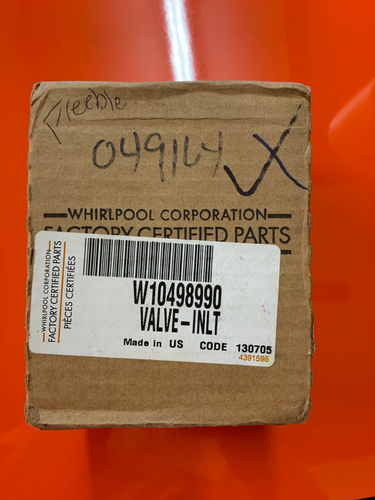 049164
WHIRLPOOL CORPORATION
FACTORY CERTIFIED PARTS
WHIRLPOOL CORPORATION
FACTORY CERTIFIED PARTS
PIÈCES CERTIFIÉES
W10498990
VALVE-INLT
Made in US CODE 130705
4391598